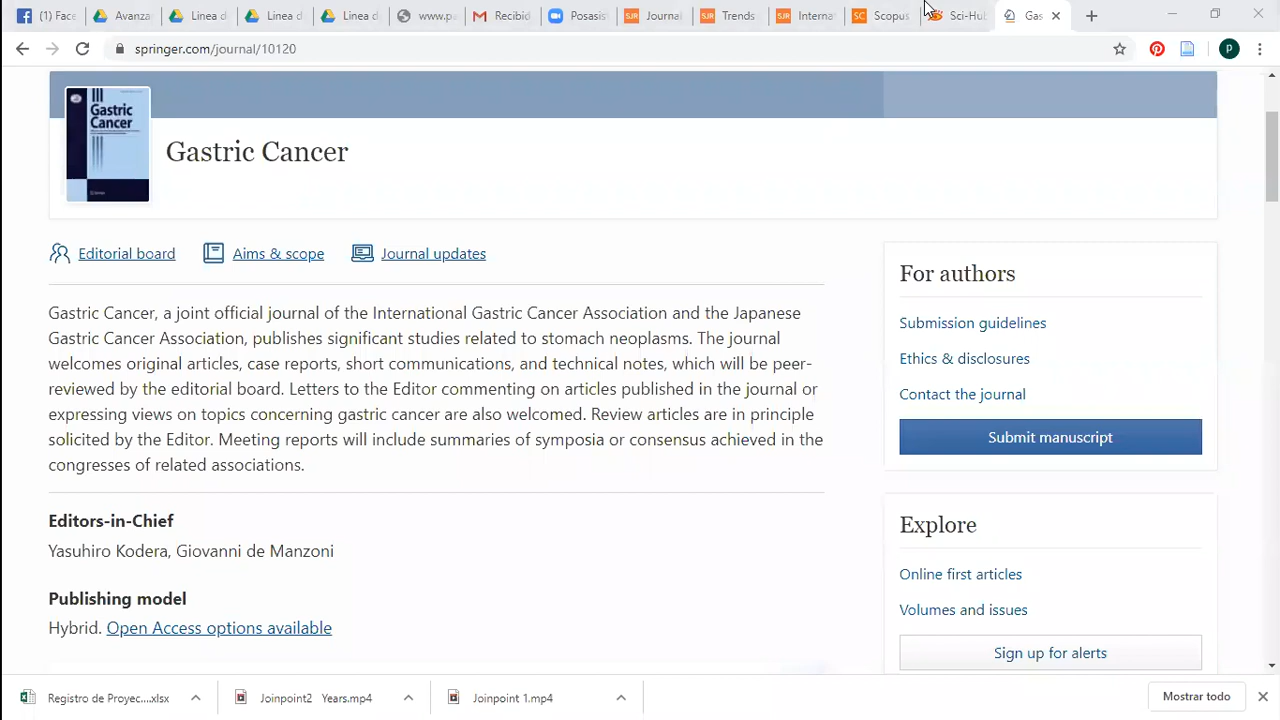 (1) Face
Avanza
Linea d
Linea d
Linea d
www.p
Recibid
Posasis
SJR Journal
SJR Trends
SJR Interna
SC Scopus
Sci-Hub
Gas
springer.com/journal/10120
p
Gastric
Cancer
Gastric Cancer
Editorial board
Aims & scope
Journal updates
Gastric Cancer, a joint official journal of the International Gastric Cancer Association and the Japanese
Gastric Cancer Association, publishes significant studies related to stomach neoplasms. The journal
welcomes original articles, case reports, short communications, and technical notes, which will be peer-
reviewed by the editorial board. Letters to the Editor commenting on articles published in the journal or
expressing views on topics concerning gastric cancer are also welcomed. Review articles are in principle
solicited by the Editor. Meeting reports will include summaries of symposia or consensus achieved in the
congresses of related associations.
Editors-in-Chief
Yasuhiro Kodera, Giovanni de Manzoni
Publishing model
Hybrid. Open Access options available
For authors
Submission guidelines
Ethics & disclosures
Contact the journal
Submit manuscript
Explore
Online first articles
Volumes and issues
Sign up for alerts
Registro de Proyec....xlsx
Joinpoint2 Years.mp4
Joinpoint 1.mp4
Mostrar todo